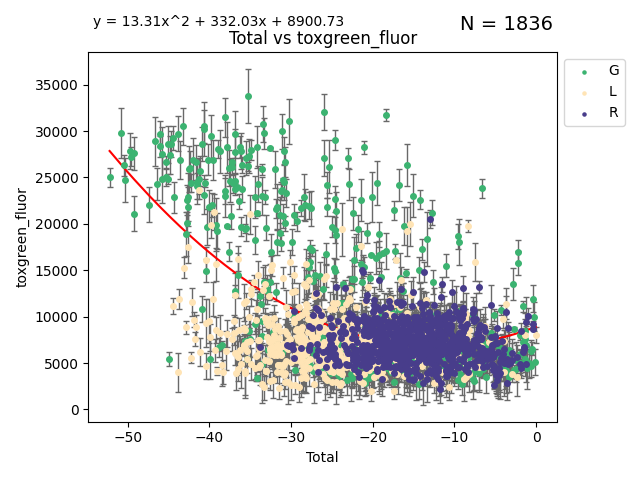 y = 13.31x^2 + 332.03x + 8900.73
N = 1836
Total vs toxgreen_fluor
35000
30000
25000
20000
15000
10000
5000
0
toxgreen_fluor
−50
−40
−30
−20
−10
0
Total
G
L
R